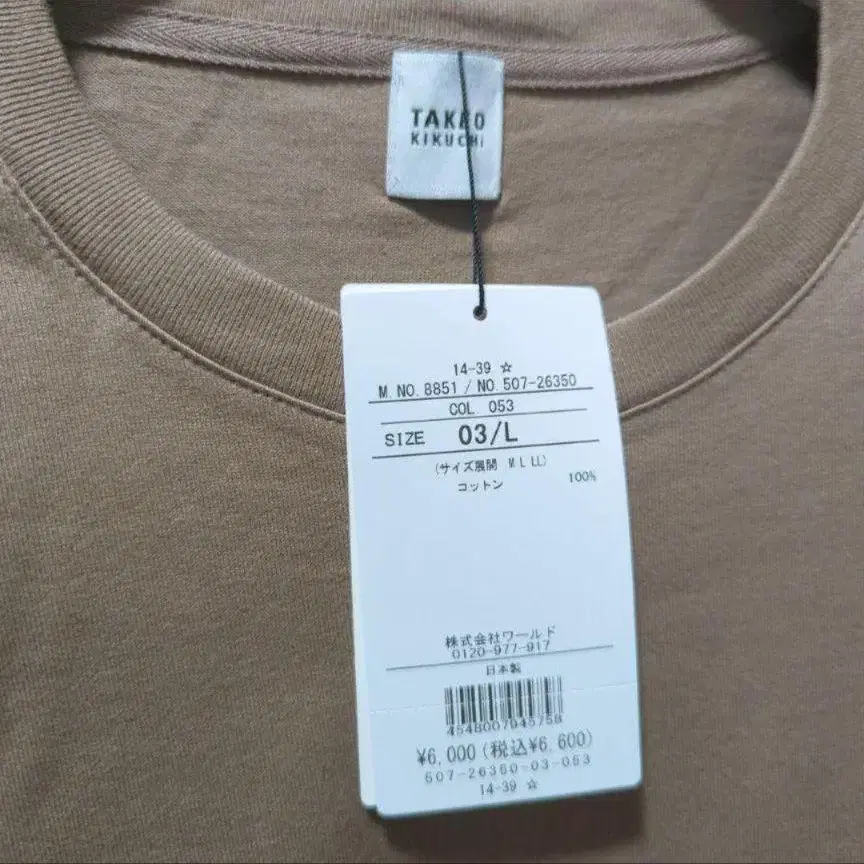 TAKEO
KIKUCHI
14-39 ☆
M.NO.8851 / NO.507-26350
COL 053
SIZE 03/L
(サイズ展開 M L LL)
コットン 100%
株式会社ワールド
0120-977-917
日本製
4548007945758
¥6,000(税込¥6,600)
507-26350-03-053
14-39 ☆